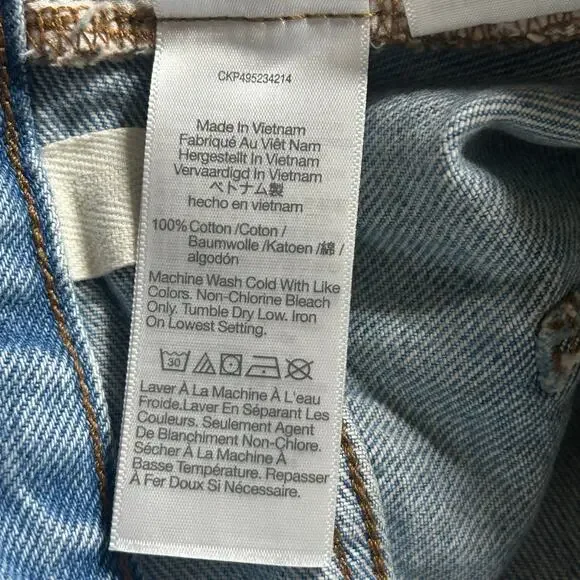 CKP495234214
Made In Vietnam
Fabriqué Au Viêt Nam
Hergestellt In Vietnam
Vervaardigd In Vietnam
ベトナム製
hecho en vietnam
100% Cotton /Coton /
Baumwolle /Katoen /綿/
algodón
Machine Wash Cold With Like
Colors. Non-Chlorine Bleach
Only. Tumble Dry Low. Iron
On Lowest Setting.
30
Laver À La Machine À L'eau
Froide.Laver En Séparant Les
Couleurs. Seulement Agent
De Blanchiment Non-Chlore.
Sécher À La Machine À
Basse Température. Repasser
À Fer Doux Si Nécessaire.